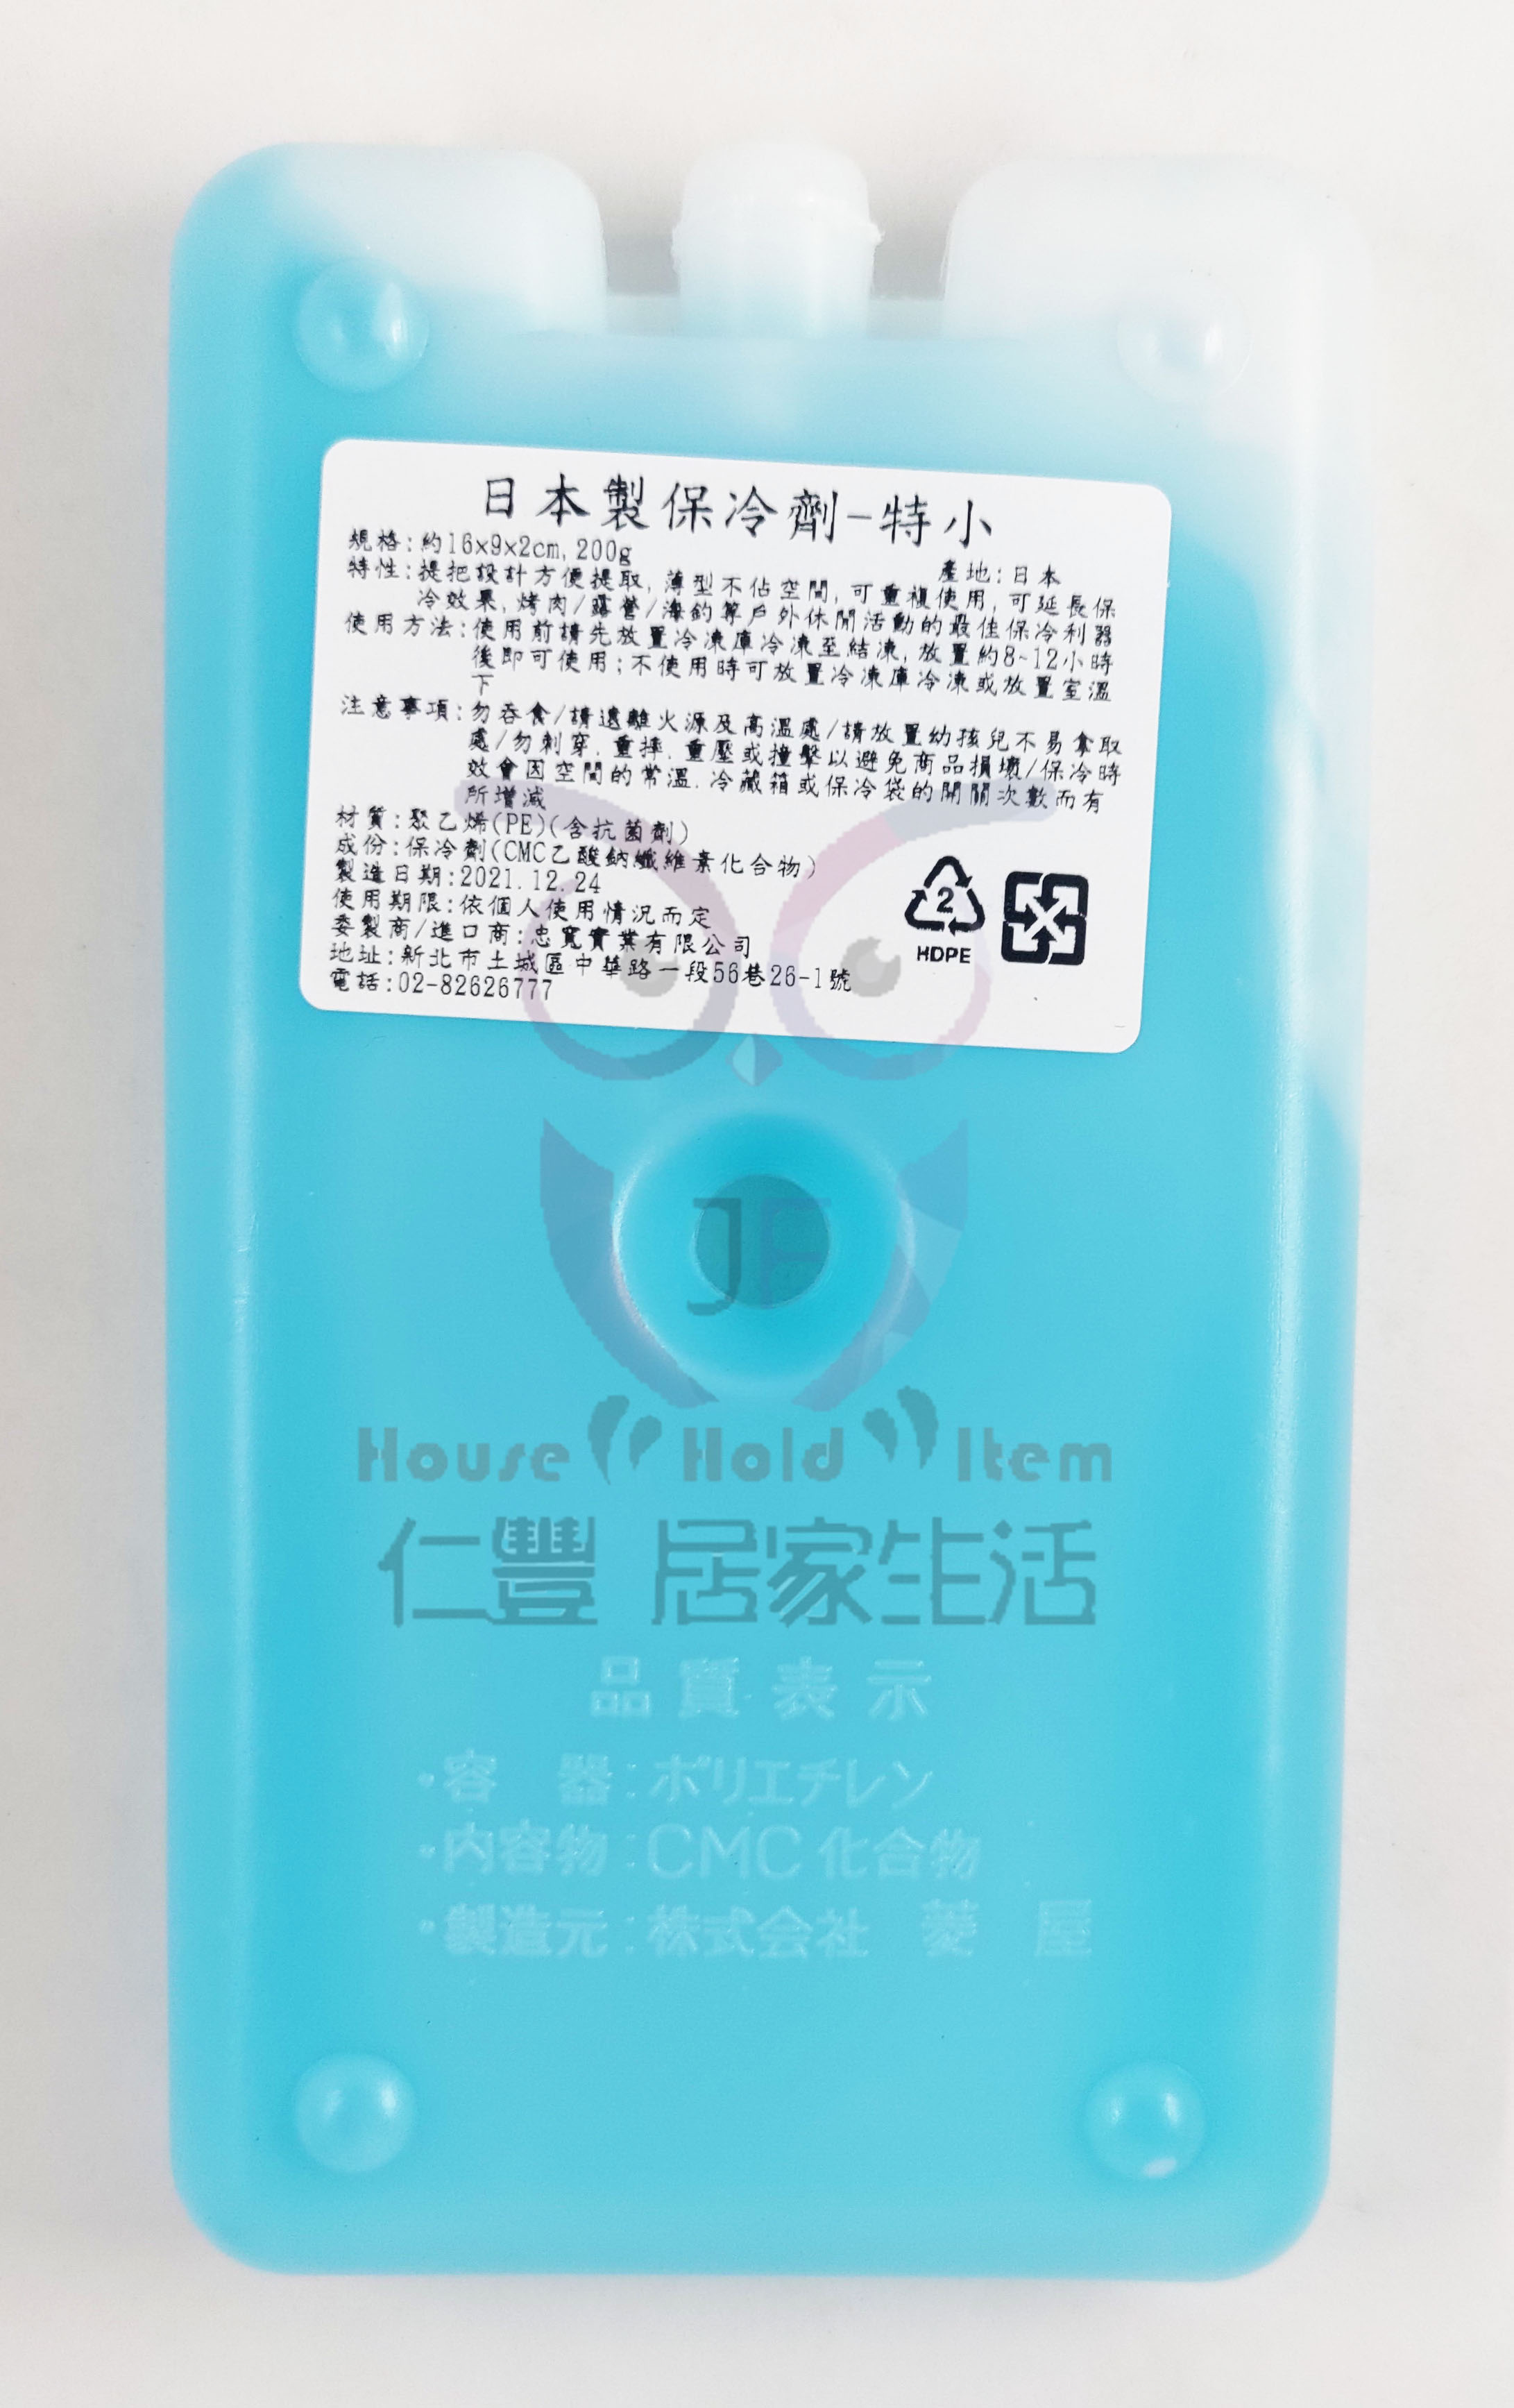 日本製保冷劑-特小
規格:約16x9x2cm, 200g
產地:日本
特性:提把設計方便提取, 薄型不佔空間, 可重複使用, 可延長保
冷效果, 烤肉/露營/海釣等戶外休閒活動的最佳保冷利器
使用方法:使用前請先放置冷凍庫冷凍至結凍, 放置約8-12小時
後即可使用;不使用時可放置冷凍庫冷凍或放置室溫
下
注意事項:勿吞食/請遠離火源及高溫處/請放置幼孩兒不易拿取
處/勿刺穿. 重摔. 重壓或撞擊以避免商品損壞/保冷時
效會因空間的常溫. 冷藏箱或保冷袋的開關次數而有
所增減
材質:聚乙烯(PE)(含抗菌劑)
成份:保冷劑(CMC乙酸鈉纖維素化合物)
製造日期:2021.12.24
使用期限:依個人使用情況而定
委製商/進口商:忠寬實業有限公司
地址:新北市土城區中華路一段56巷26-1號
電話:02-82626777
2
HDPE
JF
House Hold Item
仁豐 居家生活
品質表示
・容 器:ポリエチレン
・内容物:CMC化合物
・製造元:株式会社 菱 屋